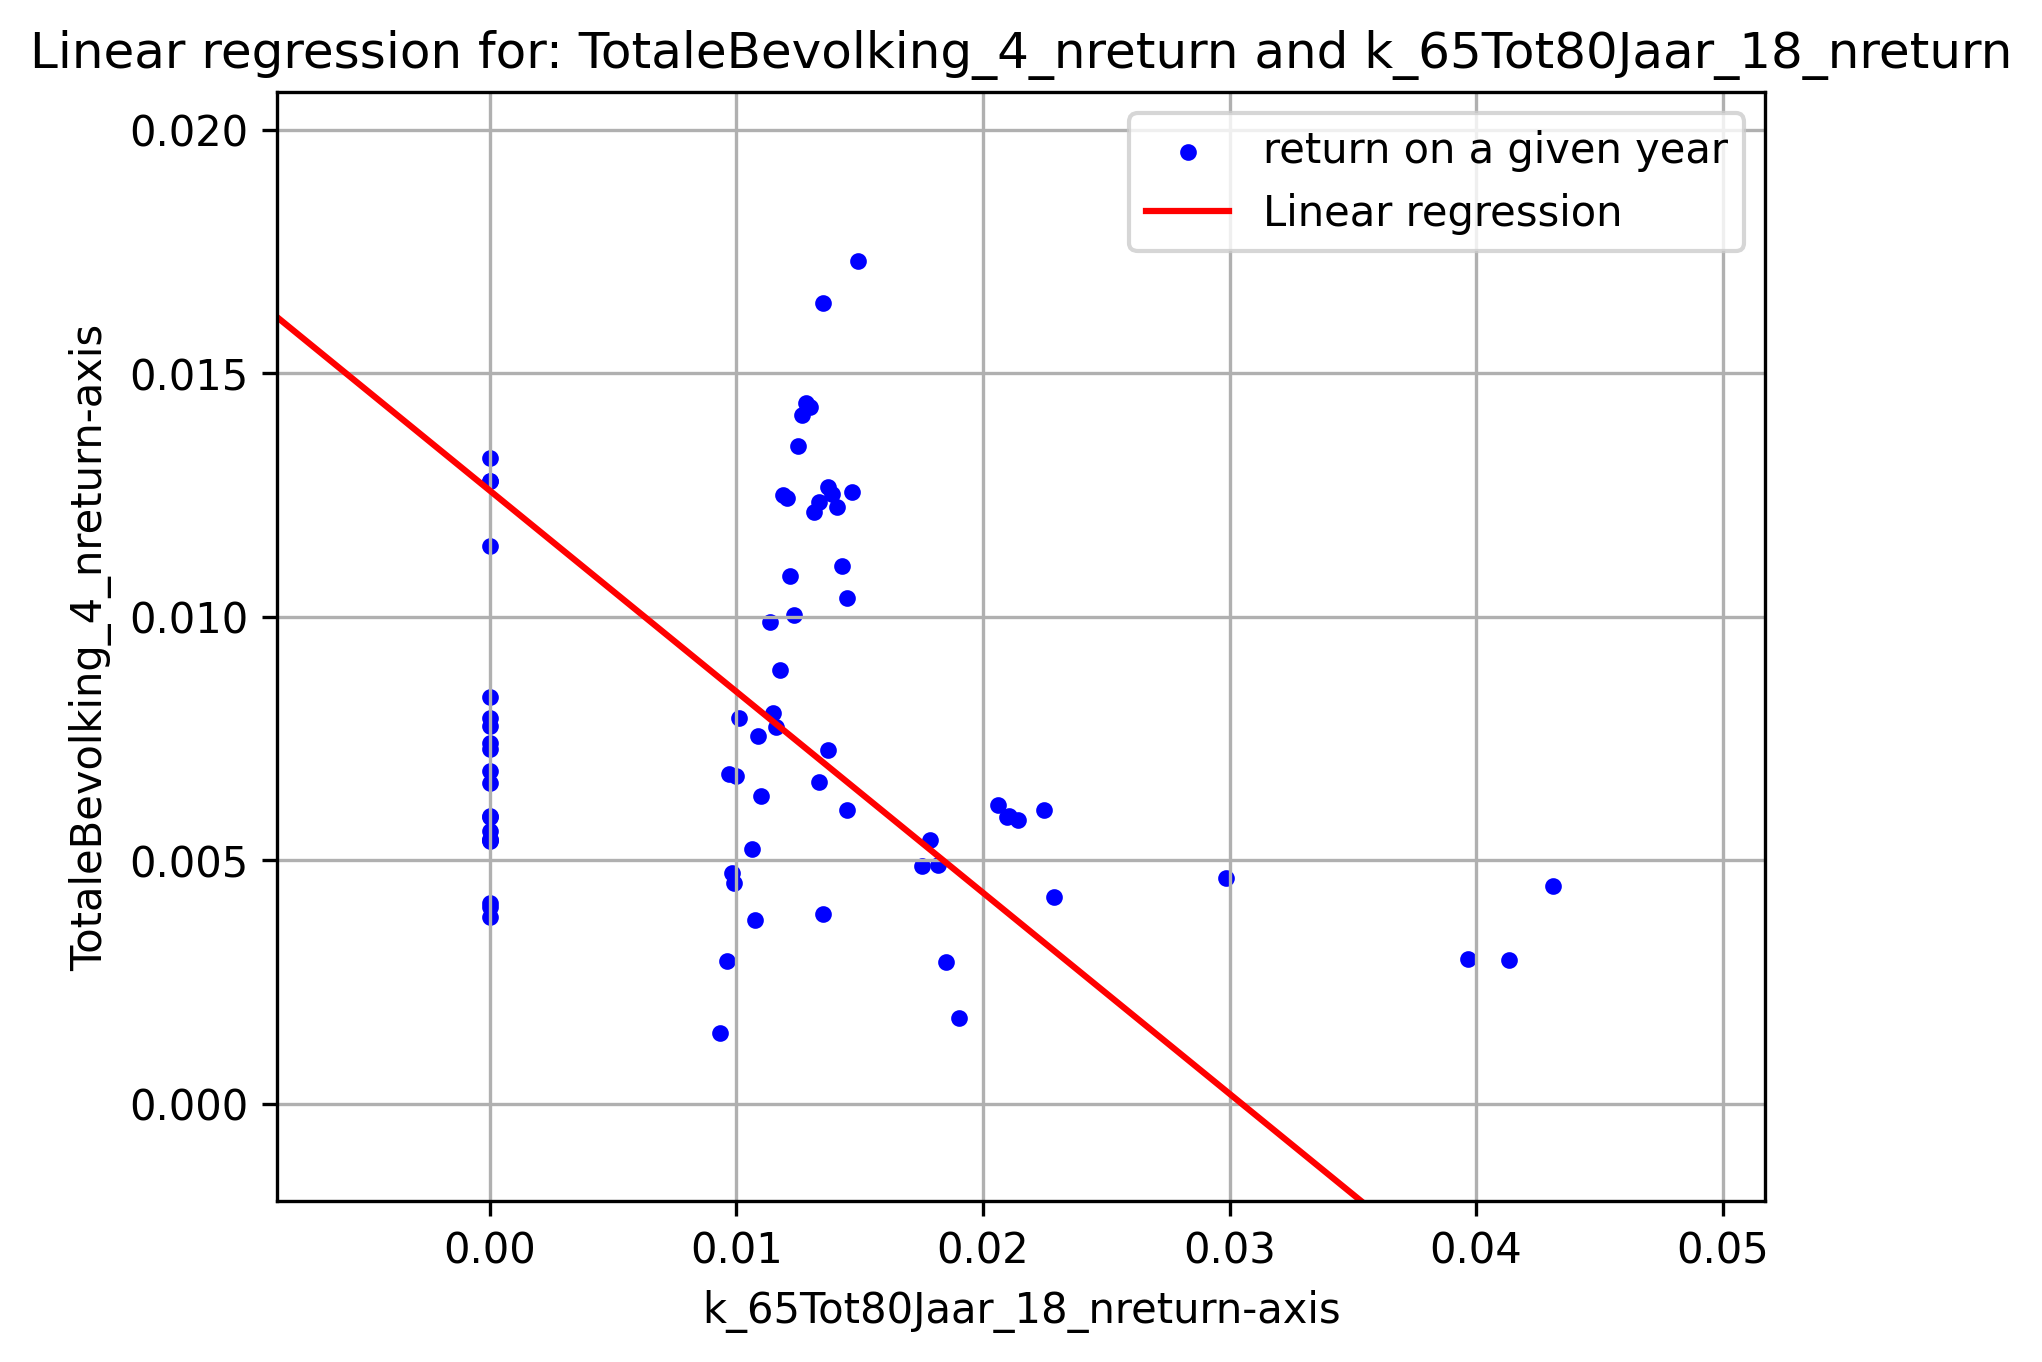 Linear regression for: TotaleBevolking_4_nreturn and k_65Tot80Jaar_18_nreturn
return on a given year
Linear regression
TotaleBevolking_4_nreturn-axis
0.020
0.015
0.010
0.005
0.000
0.00 0.01 0.02 0.03 0.04 0.05
k_65Tot80Jaar_18_nreturn-axis